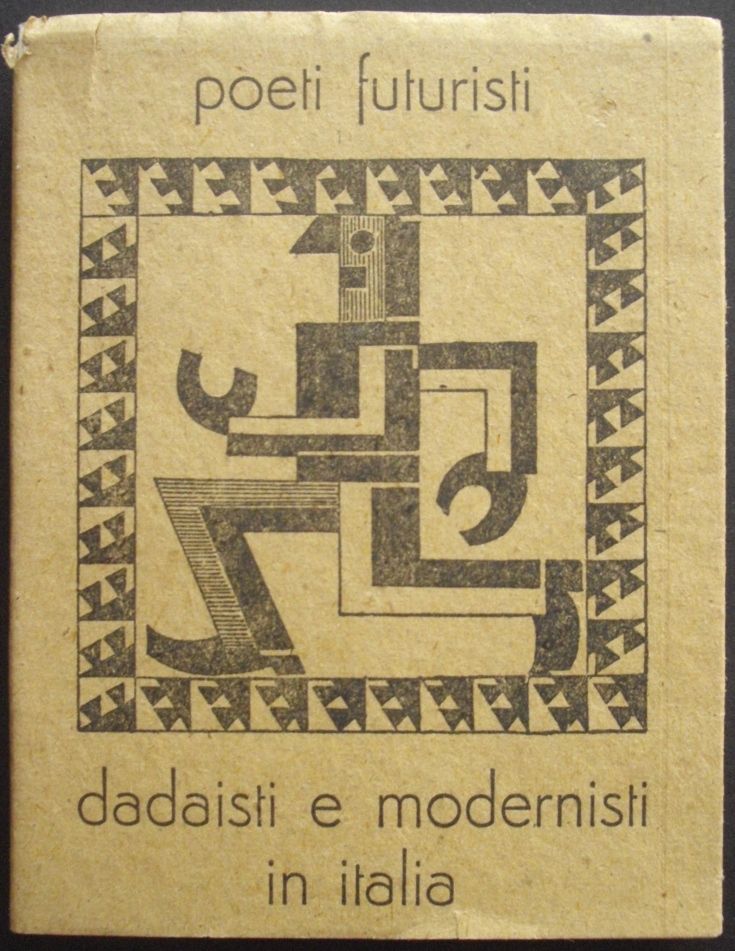 poeti futuristi
dadaisti e modernisti
in italia